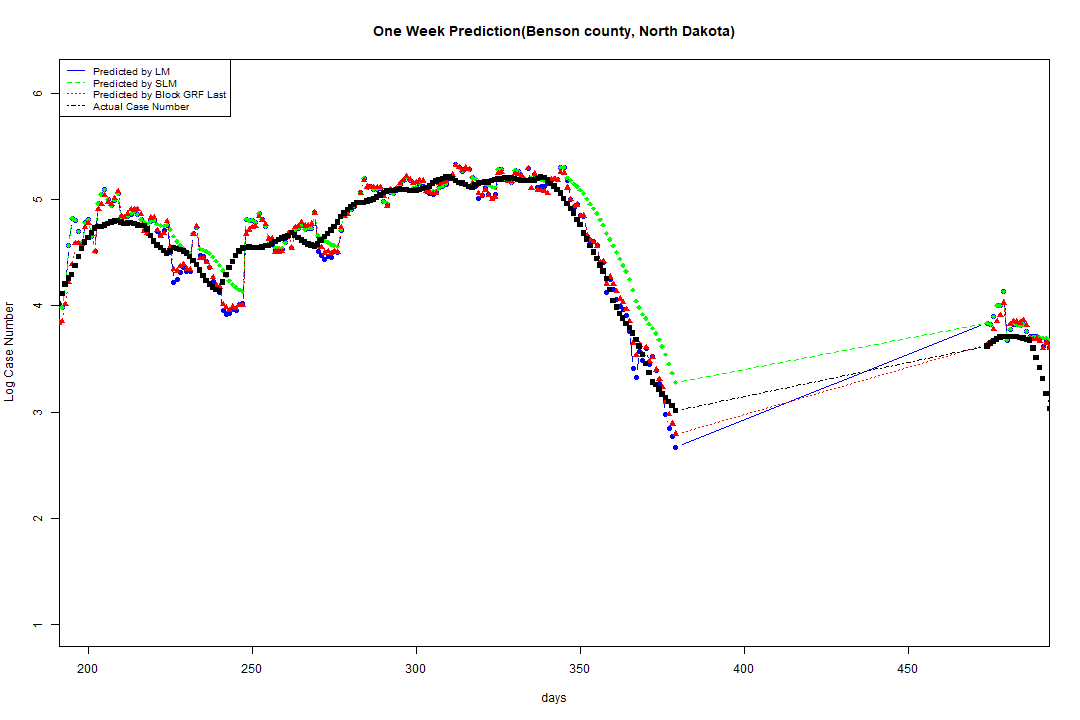 One Week Prediction(Benson county, North Dakota)
Predicted by LM
Predicted by SLM
Predicted by Block GRF Last
Actual Case Number
6
5
4
3
2
1
Log Case Number
200 250 300 350 400 450
days